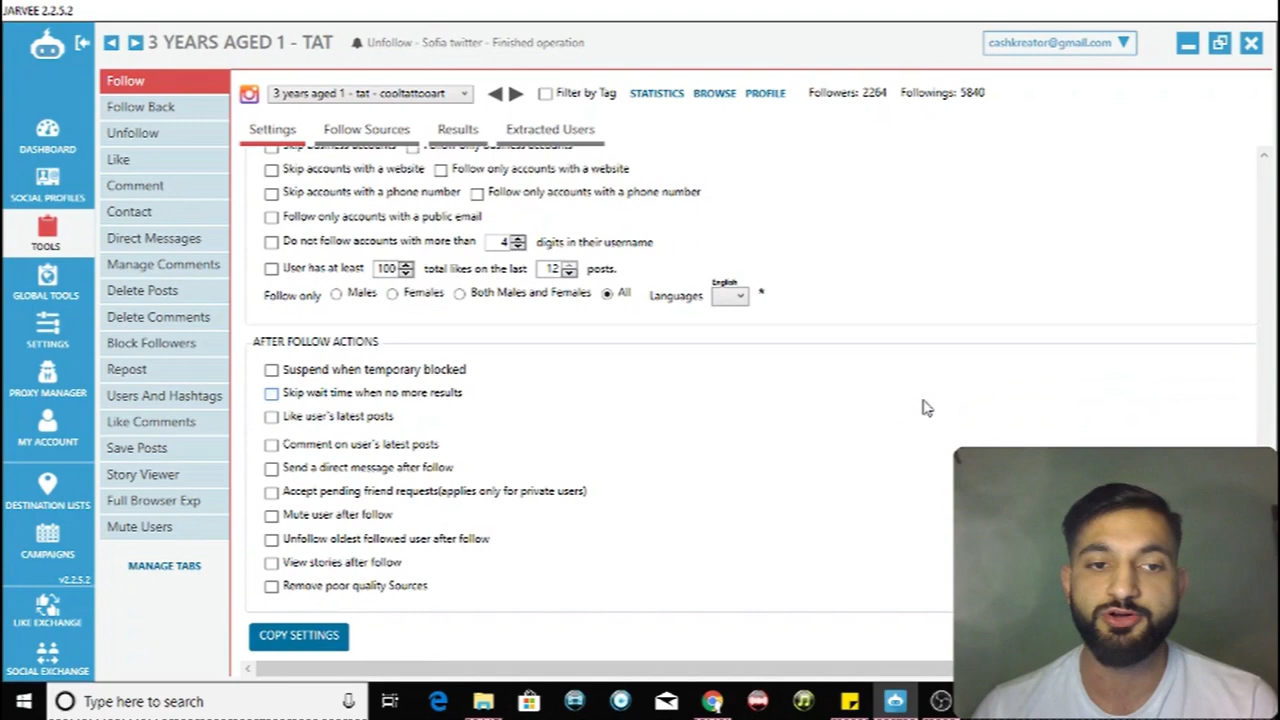 JARVEE 2.2.5.2
3 YEARS AGED 1 - TAT
Unfollow - Sofia twitter - Finished operation
cashkreator@gmail.com
DASHBOARD
SOCIAL PROFILES
TOOLS
GLOBAL TOOLS
SETTINGS
PROXY MANAGER
MY ACCOUNT
DESTINATION LISTS
CAMPAIGNS
v2.2.5.2
LIKE EXCHANGE
SOCIAL EXCHANGE
Follow
Follow Back
Unfollow
Like
Comment
Contact
Direct Messages
Manage Comments
Delete Posts
Delete Comments
Block Followers
Repost
Users And Hashtags
Like Comments
Save Posts
Story Viewer
Full Browser Exp
Mute Users
MANAGE TABS
3 years aged 1 - tat - cooltattooart
Filter by Tag
STATISTICS BROWSE PROFILE
Followers: 2264 Followings: 5840
Settings Follow Sources Results Extracted Users
Skip business accounts Follow only business accounts
Skip accounts with a website Follow only accounts with a website
Skip accounts with a phone number Follow only accounts with a phone number
Follow only accounts with a public email
Do not follow accounts with more than 4 digits in their username
User has at least 100 total likes on the last 12 posts.
English
Follow only Males Females Both Males and Females All Languages *
AFTER FOLLOW ACTIONS
Suspend when temporary blocked
Skip wait time when no more results
Like user's latest posts
Comment on user's latest posts
Send a direct message after follow
Accept pending friend requests(applies only for private users)
Mute user after follow
Unfollow oldest followed user after follow
View stories after follow
Remove poor quality Sources
COPY SETTINGS
Type here to search